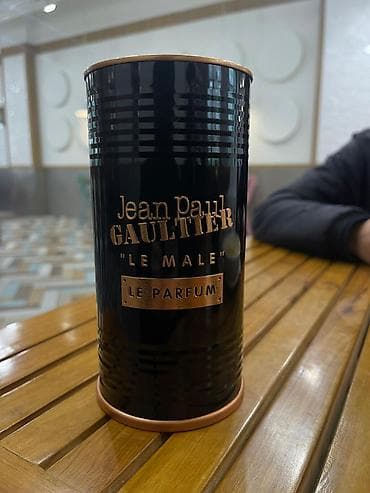 Jean Paul
GAULTIER
"LE MALE"
LE PARFUM